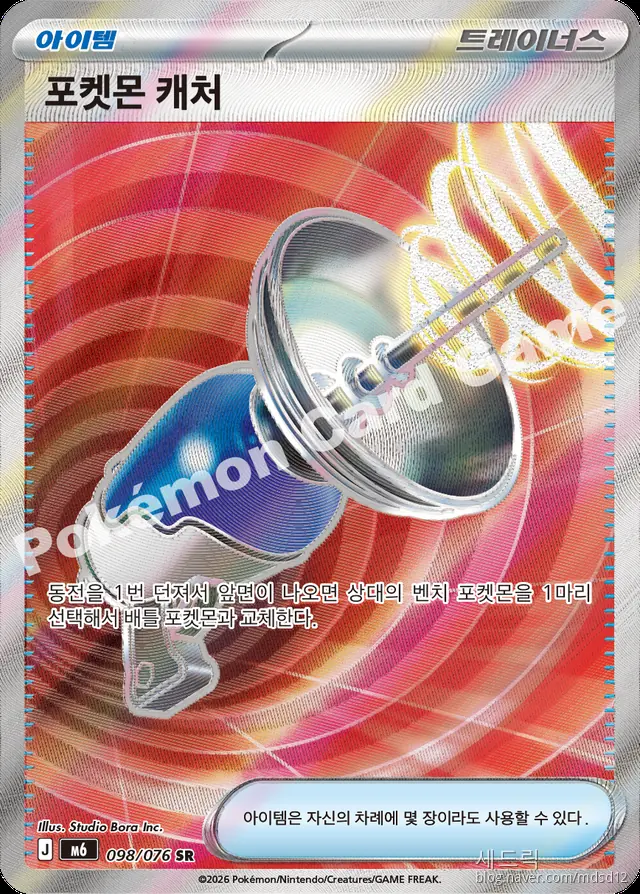 아이템
트레이너스
포켓몬 캐처
Pokémon Card Game
동전을 1번 던져서 앞면이 나오면 상대의 벤치 포켓몬을 1마리
선택해서 배틀 포켓몬과 교체한다.
아이템은 자신의 차례에 몇 장이라도 사용할 수 있다.
Illus. Studio Bora Inc.
J M6 098/076 SR
©2026 Pokémon/Nintendo/Creatures/GAME FREAK.
세드릭
blog.naver.com/mdsd12